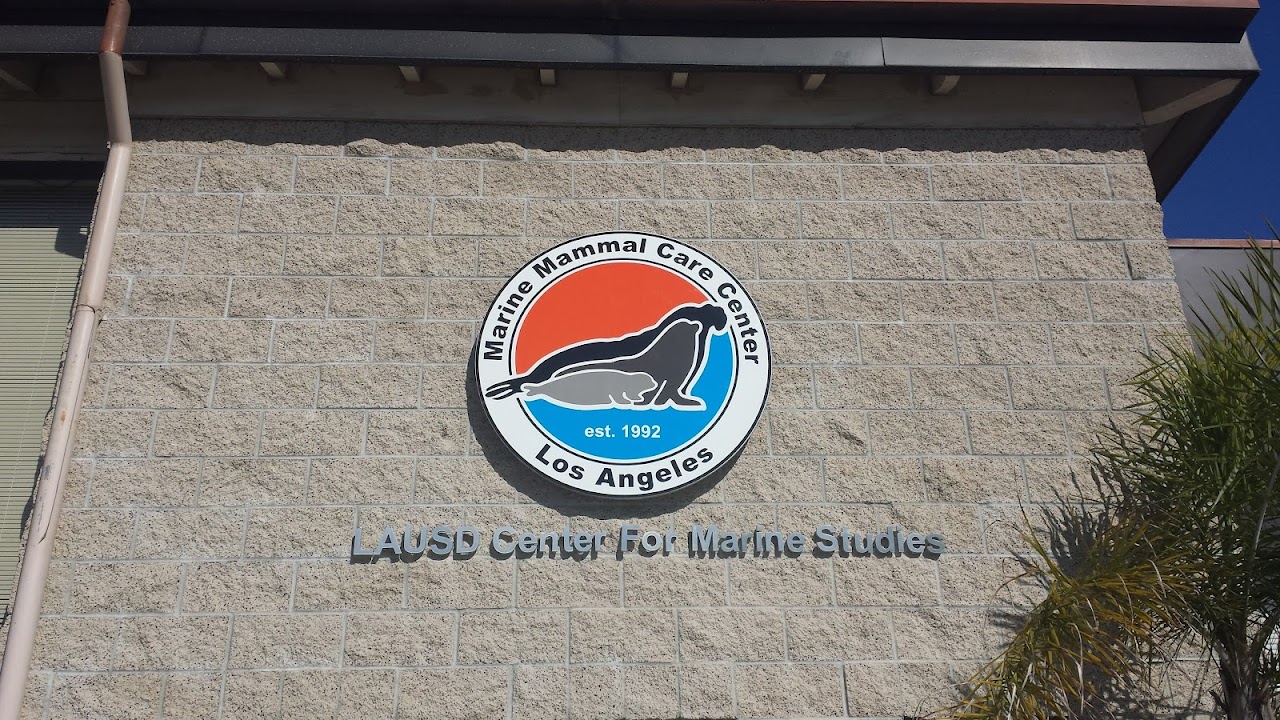 Marine Mammal Care Center
est. 1992
Los Angeles
LAUSD Center For Marine Studies